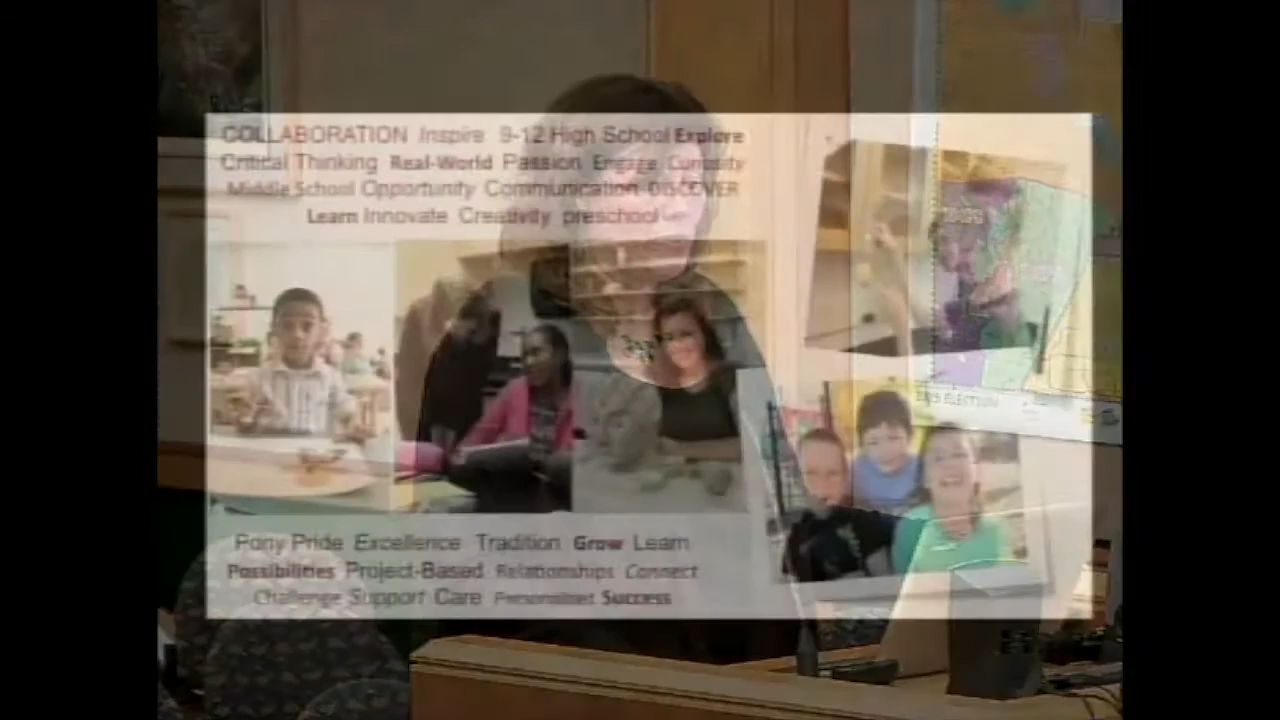 COLLABORATION Inspire 9-12 High School Explore
Critical Thinking Real-World Passion Engage Curiosity
Middle School Opportunity Communication DISCOVER
Learn Innovate Creativity preschool
Pony Pride Excellence Tradition Grow Learn
Possibilities Project-Based Relationships Connect
Challenge Support Care Personalized SUCCESS
ELECTION